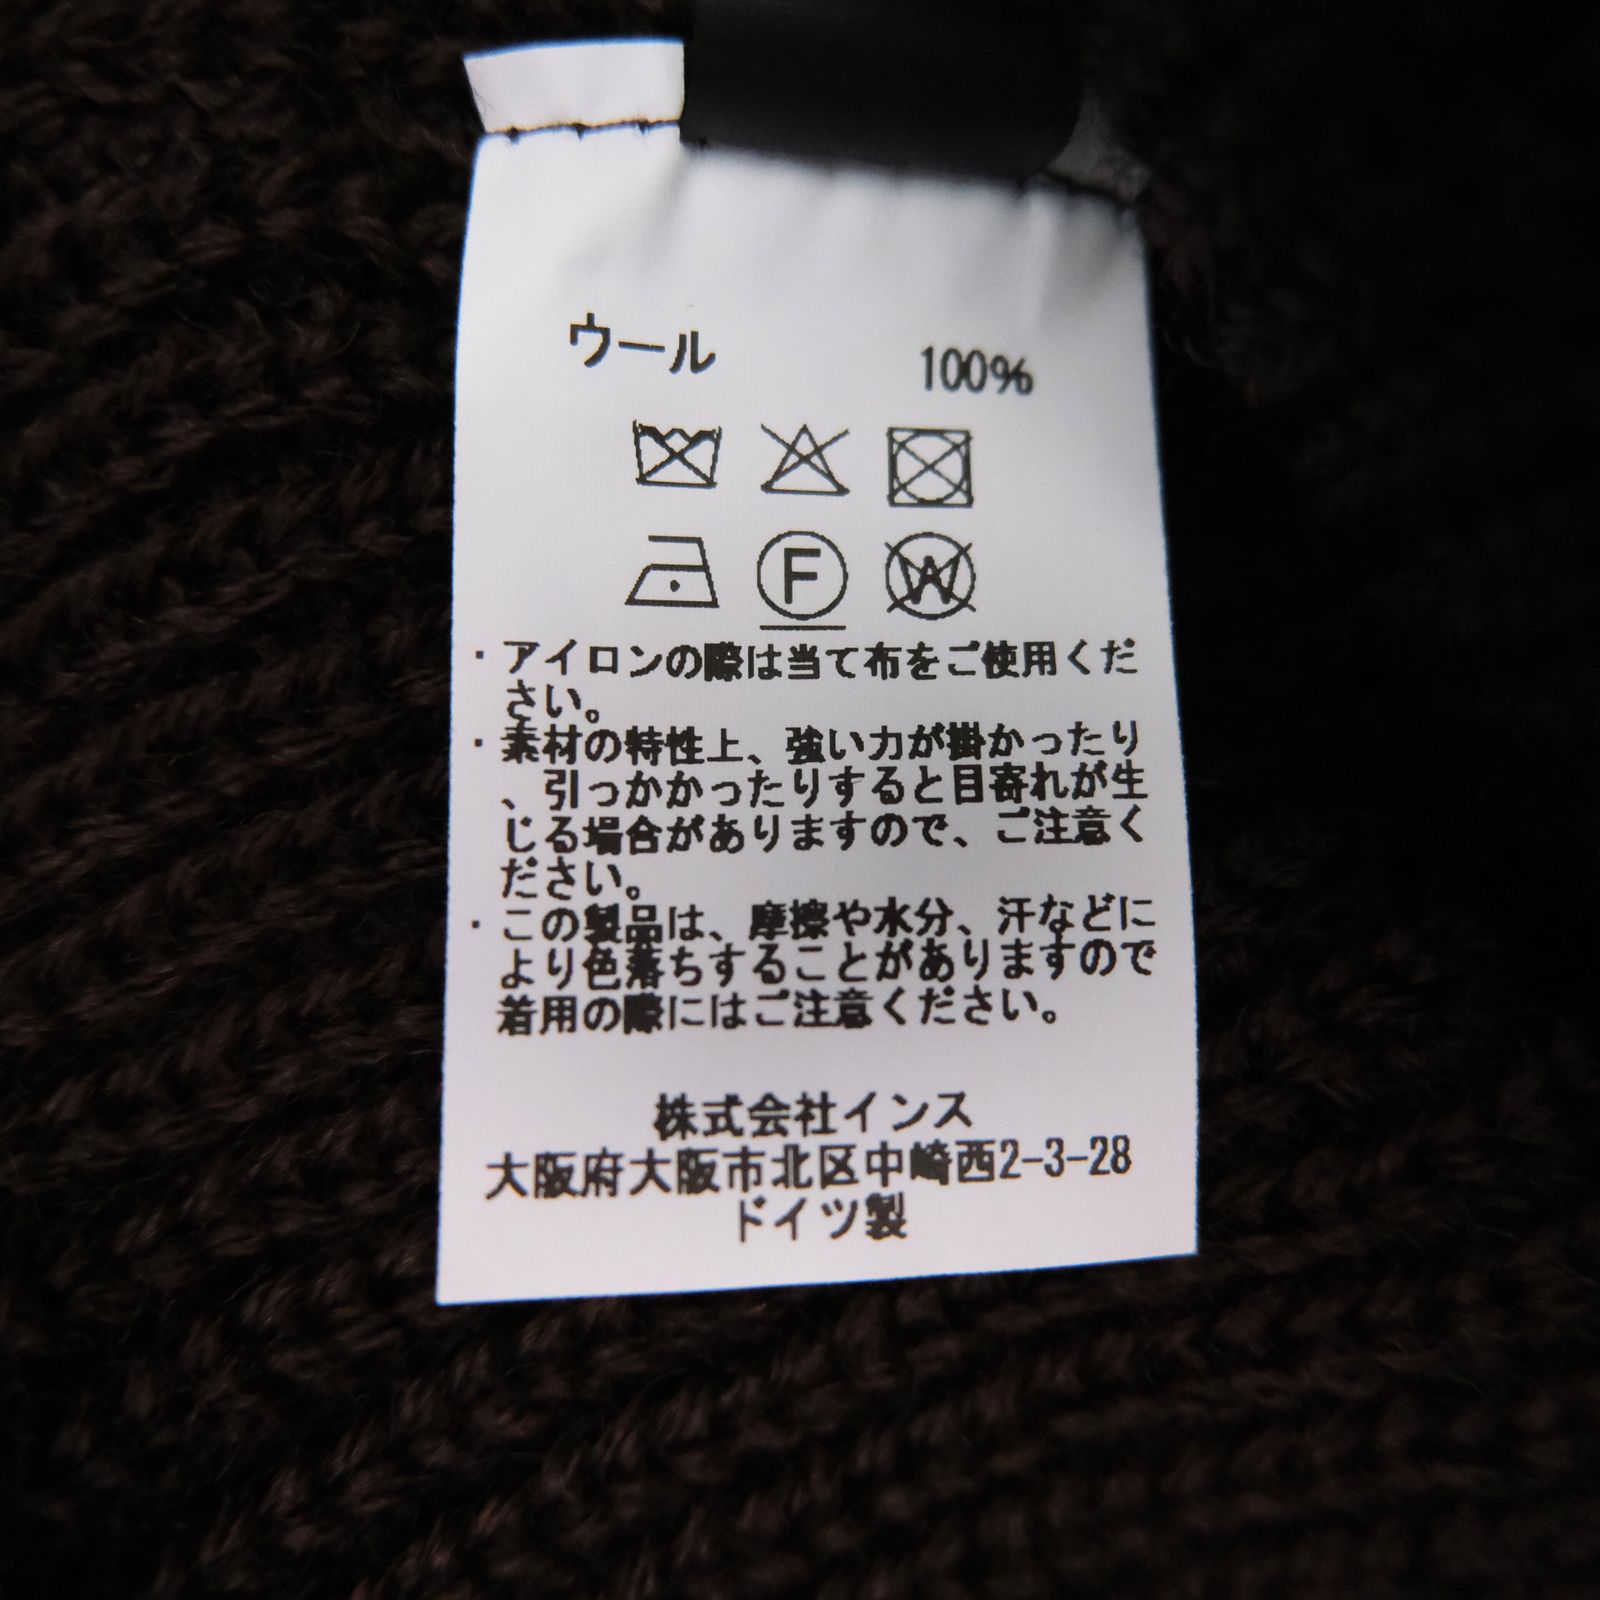 ウール 100%
F W
・アイロンの際は当て布をご使用くだ
さい。
・素材の特性上、強い力が掛かったり
、引っかかったりすると目寄れが生
じる場合がありますので、ご注意く
ださい。
・この製品は、摩擦や水分、汗などに
より色落ちすることがありますので
着用の際にはご注意ください。
株式会社インス
大阪府大阪市北区中崎西2-3-28
ドイツ製